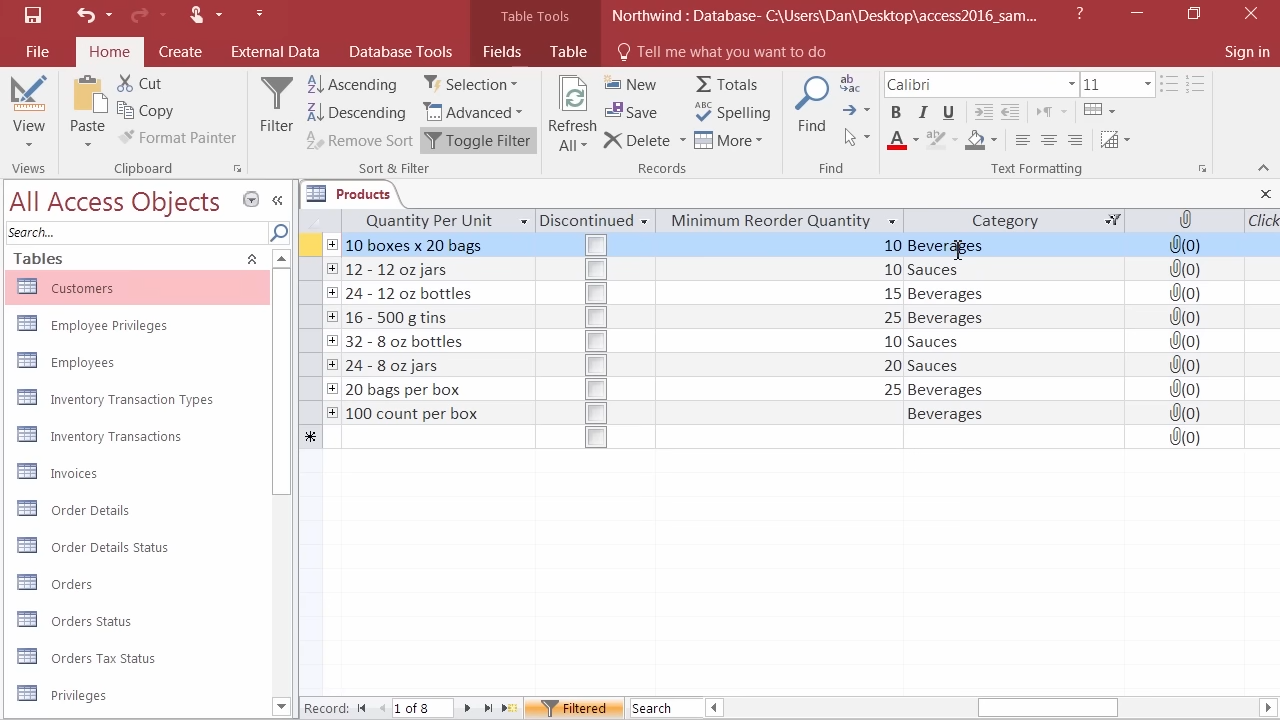 Table Tools
Northwind : Database- C:\Users\Dan\Desktop\access2016_sam...
?
File Home Create External Data Database Tools Fields Table Tell me what you want to do Sign in
View
Views
Paste
Cut
Copy
Format Painter
Clipboard
Filter
Ascending
Descending
Remove Sort
Selection
Advanced
Toggle Filter
Sort & Filter
Refresh
All
New
Save
Delete
Totals
Spelling
More
Records
Find
Find
Calibri 11
B I U
A
Text Formatting
All Access Objects
Search...
Tables
Customers
Employee Privileges
Employees
Inventory Transaction Types
Inventory Transactions
Invoices
Order Details
Order Details Status
Orders
Orders Status
Orders Tax Status
Privileges
Products
Quantity Per Unit Discontinued Minimum Reorder Quantity Category Click
10 boxes x 20 bags 10 Beverages (0)
12 - 12 oz jars 10 Sauces (0)
24 - 12 oz bottles 15 Beverages (0)
16 - 500 g tins 25 Beverages (0)
32 - 8 oz bottles 10 Sauces (0)
24 - 8 oz jars 20 Sauces (0)
20 bags per box 25 Beverages (0)
100 count per box Beverages (0)
(0)
Record: 1 of 8 Filtered Search